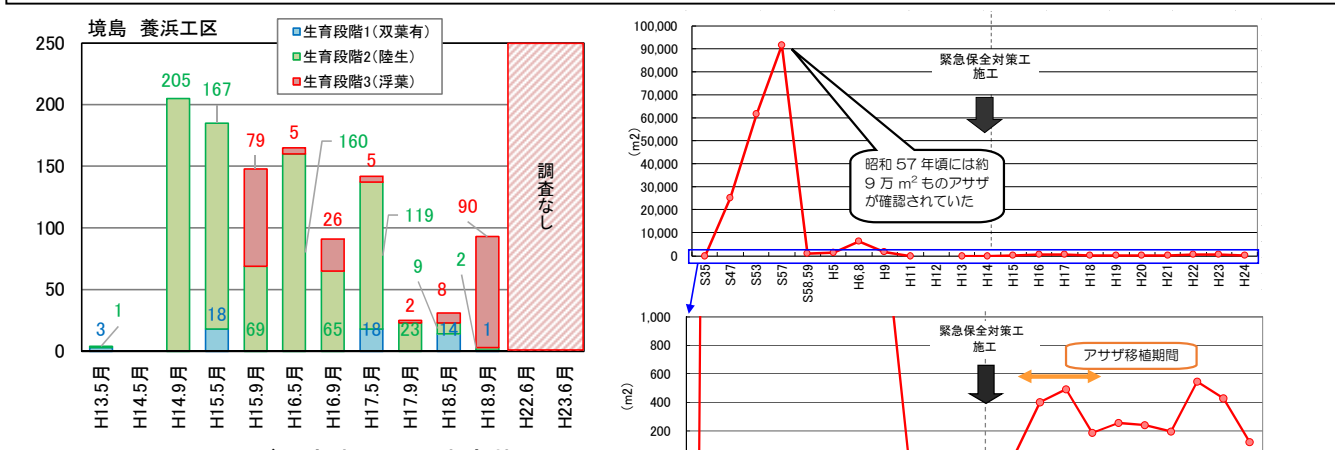 境島 養浜工区
生育段階1(双葉有)
生育段階2(陸生)
生育段階3(浮葉)
250
200
150
100
50
0
3
1
205
167
18
79
69
5
160
26
65
5
119
18
2
23
9
8
14
2
90
1
調査なし
H13.5月
H14.5月
H14.9月
H15.5月
H15.9月
H16.5月
H16.9月
H17.5月
H17.9月
H18.5月
H18.9月
H22.6月
H23.6月
100,000
90,000
80,000
70,000
60,000
50,000
40,000
30,000
20,000
10,000
0
(m2)
緊急保全対策工
施工
昭和 57 年頃には約
9 万 m²ものアサザ
が確認されていた
S35
S47
S53
S57
S58.59
H5
H6.8
H9
H11
H12
H13
H14
H15
H16
H17
H18
H19
H20
H21
H22
H23
H24
1,000
800
600
400
200
(m2)
緊急保全対策工
施工
アサザ移植期間